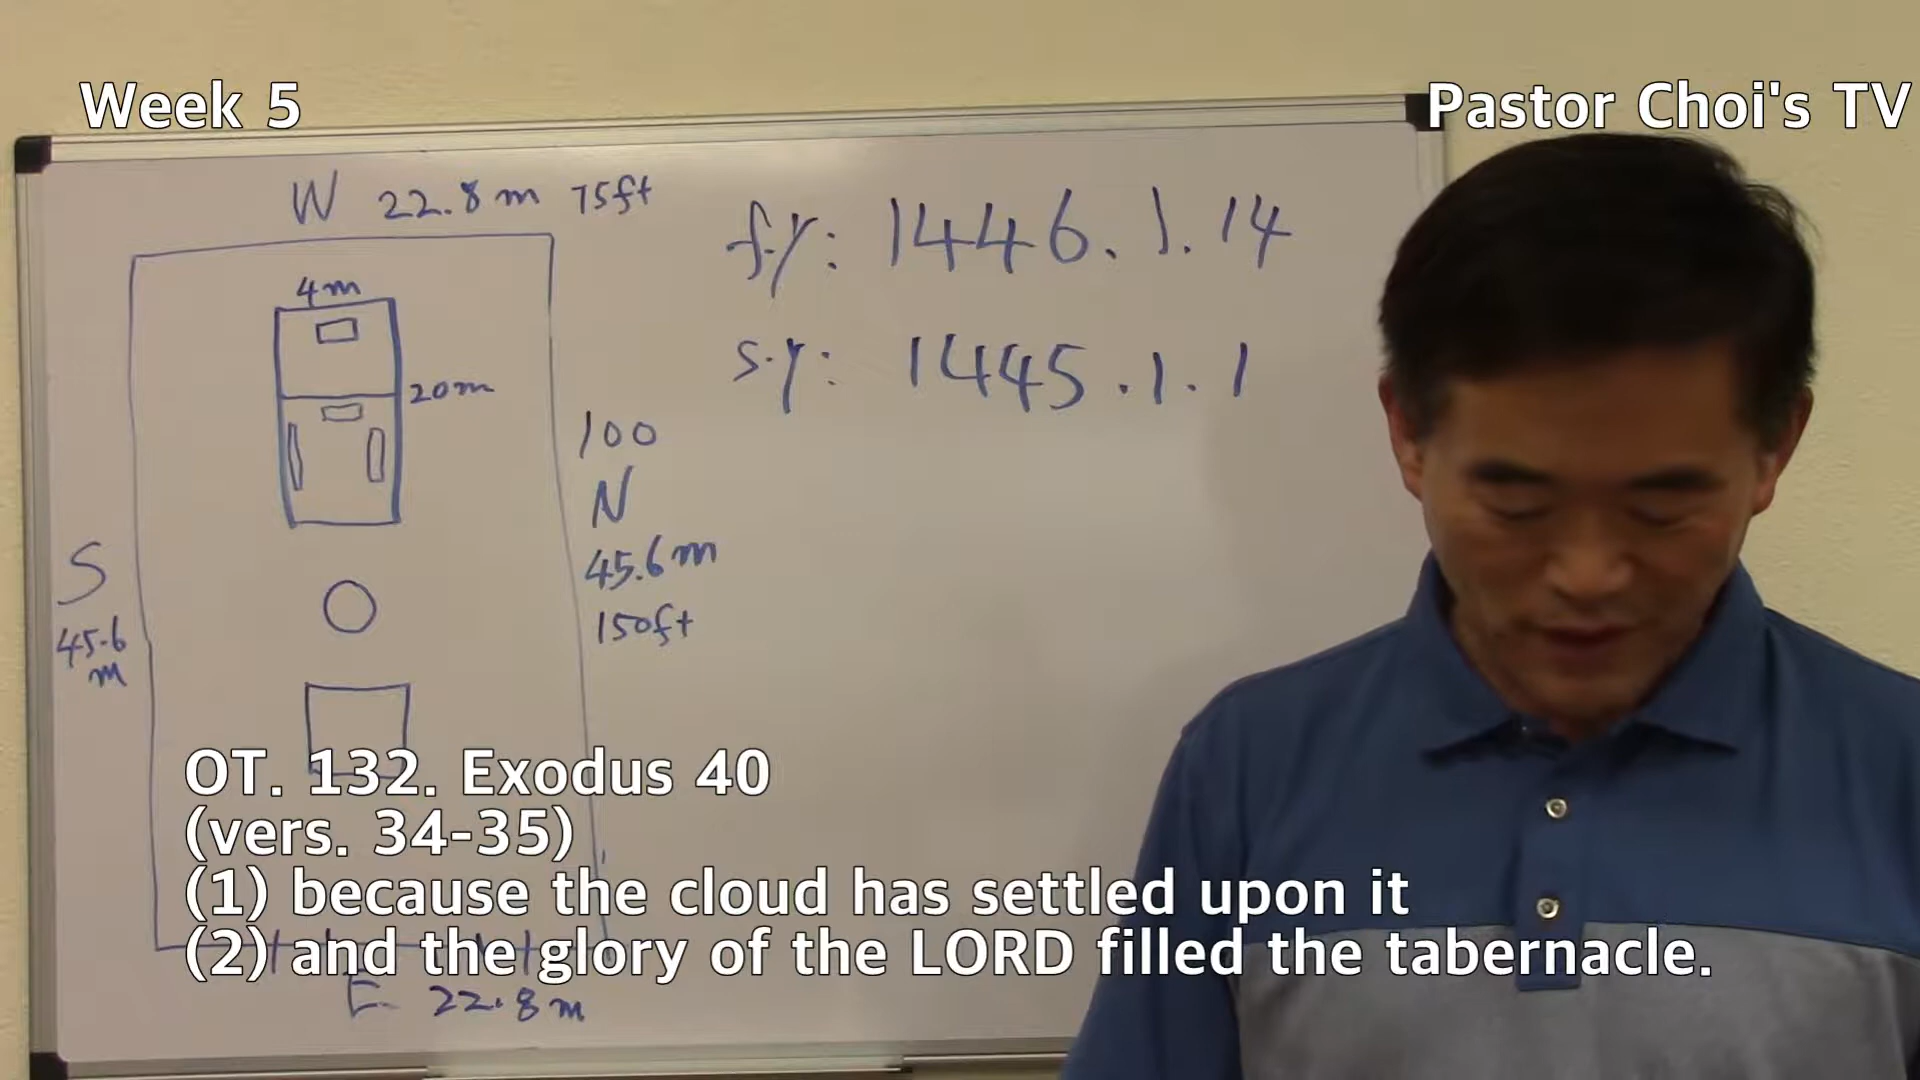 Week 5
Pastor Choi's TV
W 22.8 m 75ft
4m
20m
100
N
45.6 m
150ft
S
45.6
m
E. 22.8 m
f.y: 1446.1.14
s.y: 1445.1.1
OT. 132. Exodus 40
(vers. 34-35)
(1) because the cloud has settled upon it
(2) and the glory of the LORD filled the tabernacle.